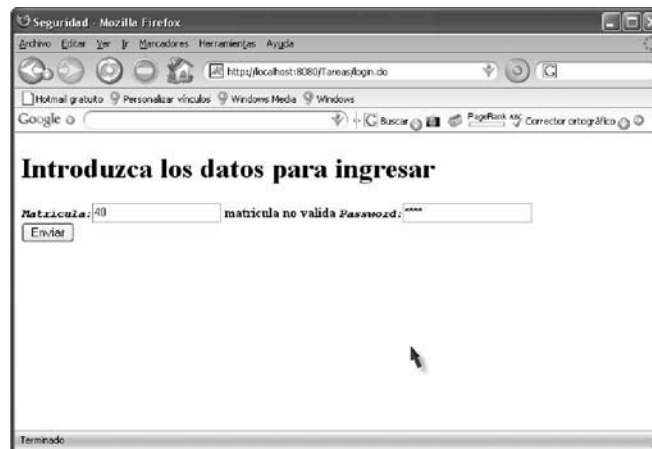 Seguridad - Mozilla Firefox
Archivo Editar Ver Ir Marcadores Herramientas Ayuda
http://localhost:8080/Tareas/login.do
Hotmail gratuito Personalizar vínculos Windows Media Windows
Google Buscar PageRank ABC Corrector ortográfico
Introduzca los datos para ingresar
Matricula: 40 matricula no valida Password: ****
Enviar
Terminado